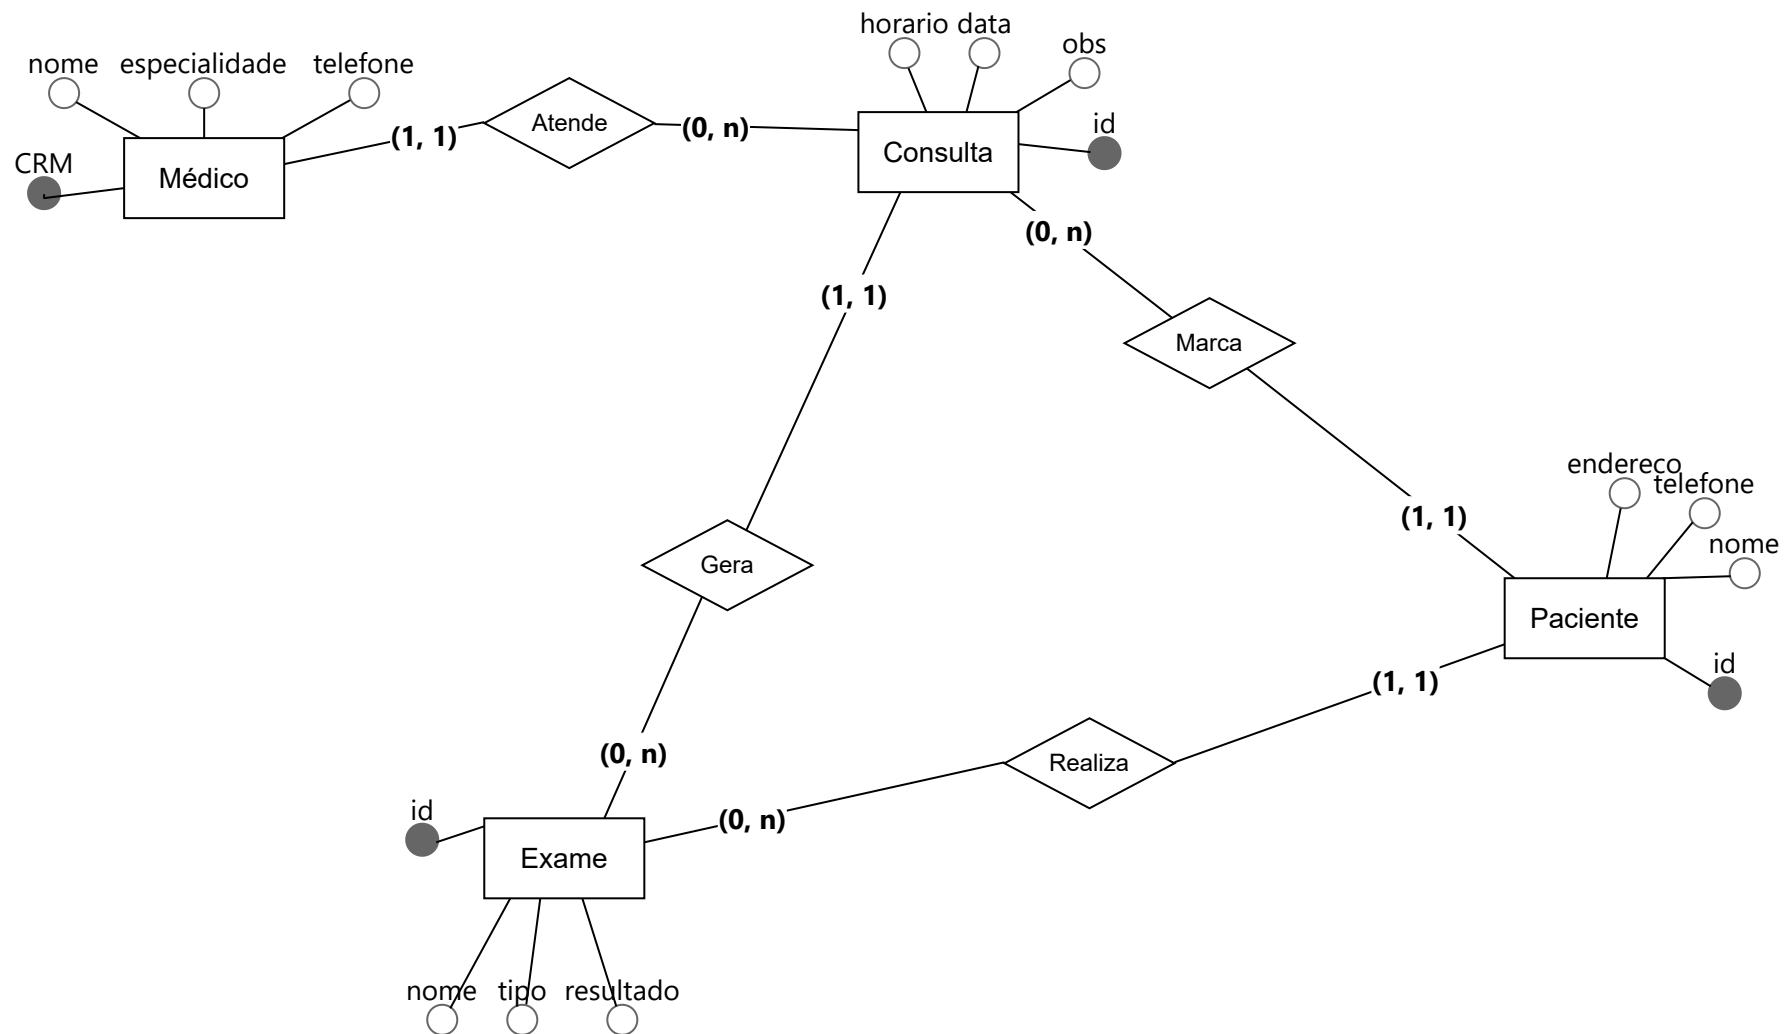 horario data
obs
nome especialidade telefone
Atende
(1, 1)
(0, n)
id
Consulta
CRM
Médico
(0, n)
(1, 1)
Marca
endereco
telefone
(1, 1)
nome
Gera
Paciente
id
(1, 1)
(0, n)
Realiza
id
(0, n)
Exame
nome tipo resultado